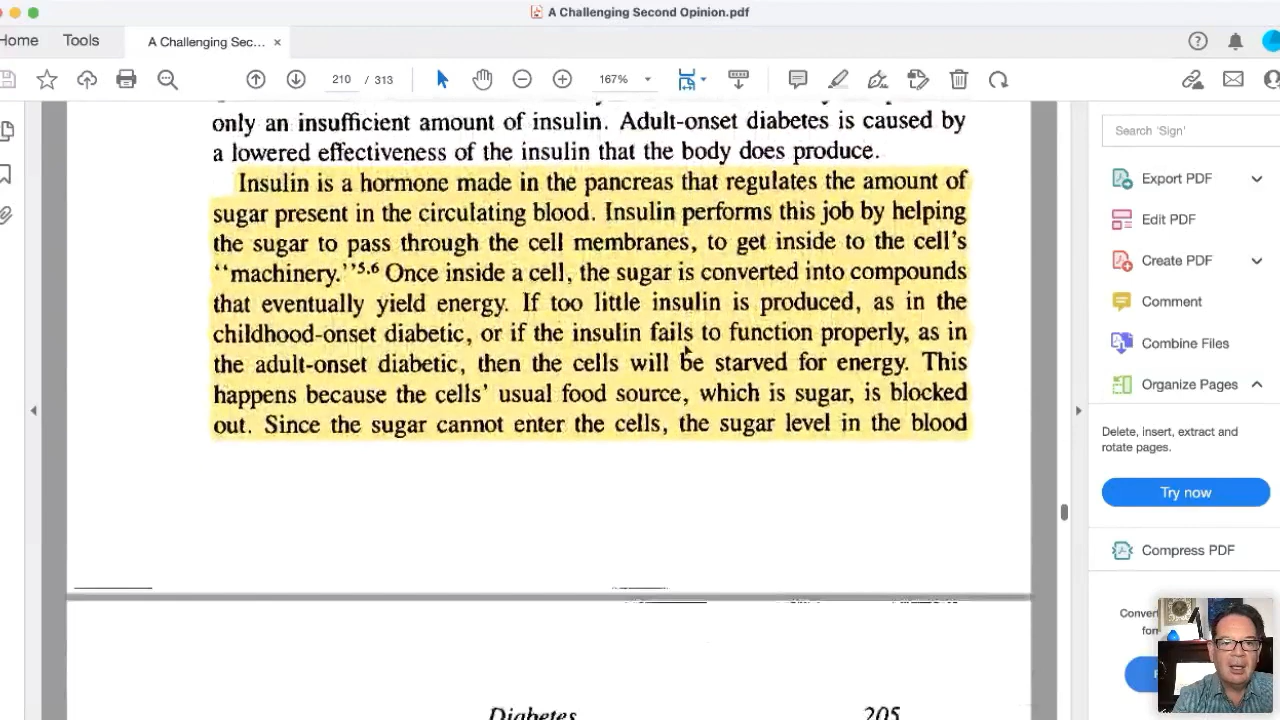 A Challenging Second Opinion.pdf
Home Tools A Challenging Sec... ×
210 / 313 167%
only an insufficient amount of insulin. Adult-onset diabetes is caused by
a lowered effectiveness of the insulin that the body does produce.
Insulin is a hormone made in the pancreas that regulates the amount of
sugar present in the circulating blood. Insulin performs this job by helping
the sugar to pass through the cell membranes, to get inside to the cell's
“machinery.”5,6 Once inside a cell, the sugar is converted into compounds
that eventually yield energy. If too little insulin is produced, as in the
childhood-onset diabetic, or if the insulin fails to function properly, as in
the adult-onset diabetic, then the cells will be starved for energy. This
happens because the cells' usual food source, which is sugar, is blocked
out. Since the sugar cannot enter the cells, the sugar level in the blood
Diabetes 205
Search 'Sign'
Export PDF
Edit PDF
Create PDF
Comment
Combine Files
Organize Pages
Delete, insert, extract and
rotate pages.
Try now
Compress PDF